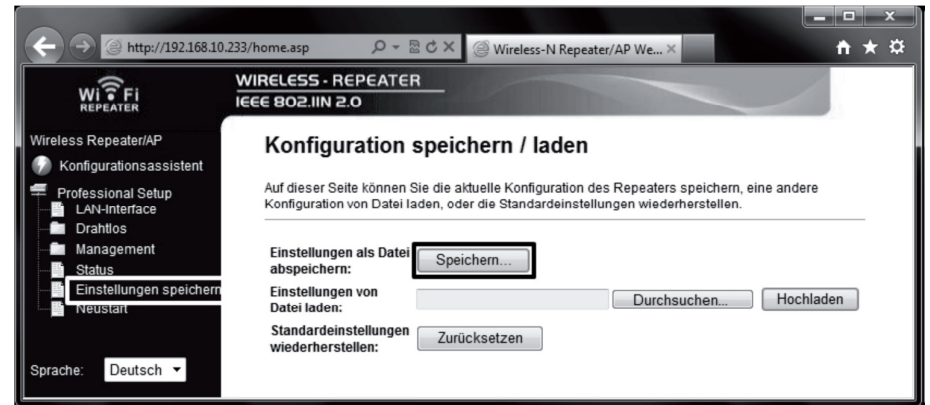 http://192.168.10.233/home.asp
Wireless-N Repeater/AP We...
Wi Fi
REPEATER
WIRELESS - REPEATER
IEEE 802.11N 2.0
Wireless Repeater/AP
Konfigurationsassistent
Professional Setup
LAN-Interface
Drahtlos
Management
Status
Einstellungen speichern
Neustart
Sprache: Deutsch
Konfiguration speichern / laden
Auf dieser Seite können Sie die aktuelle Konfiguration des Repeaters speichern, eine andere
Konfiguration von Datei laden, oder die Standardeinstellungen wiederherstellen.
Einstellungen als Datei
abspeichern:
Speichern...
Einstellungen von
Datei laden:
Durchsuchen... Hochladen
Standardeinstellungen
wiederherstellen:
Zurücksetzen